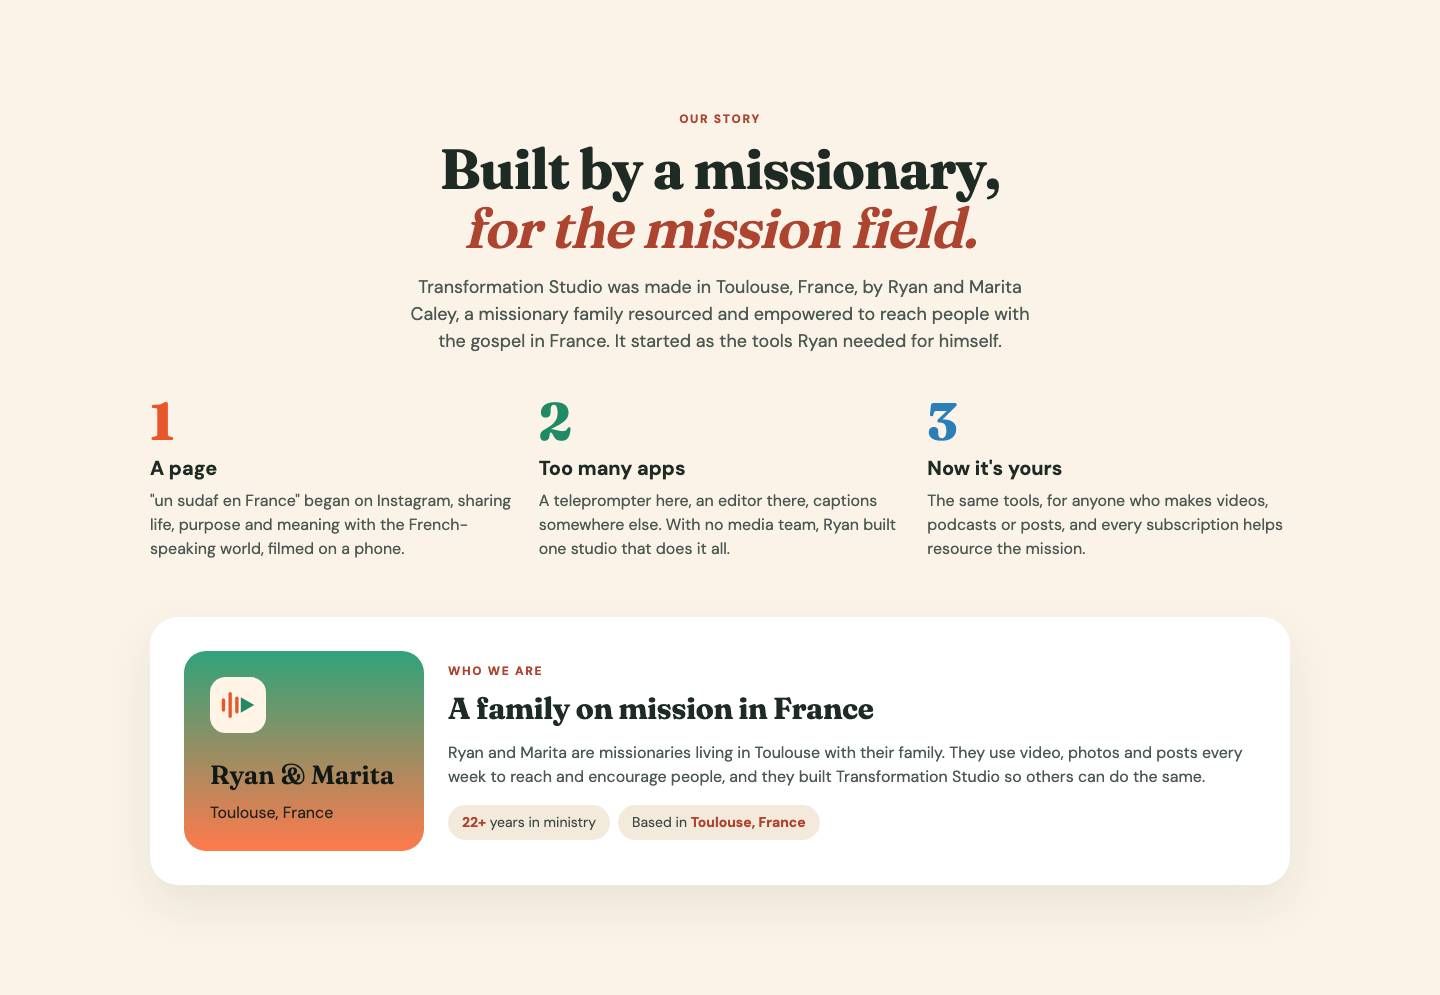 OUR STORY
Built by a missionary,
for the mission field.
Transformation Studio was made in Toulouse, France, by Ryan and Marita
Caley, a missionary family resourced and empowered to reach people with
the gospel in France. It started as the tools Ryan needed for himself.
1
A page
"un sudaf en France" began on Instagram, sharing
life, purpose and meaning with the French-
speaking world, filmed on a phone.
2
Too many apps
A teleprompter here, an editor there, captions
somewhere else. With no media team, Ryan built
one studio that does it all.
3
Now it's yours
The same tools, for anyone who makes videos,
podcasts or posts, and every subscription helps
resource the mission.
Ryan & Marita
Toulouse, France
WHO WE ARE
A family on mission in France
Ryan and Marita are missionaries living in Toulouse with their family. They use video, photos and posts every
week to reach and encourage people, and they built Transformation Studio so others can do the same.
22+ years in ministry
Based in Toulouse, France